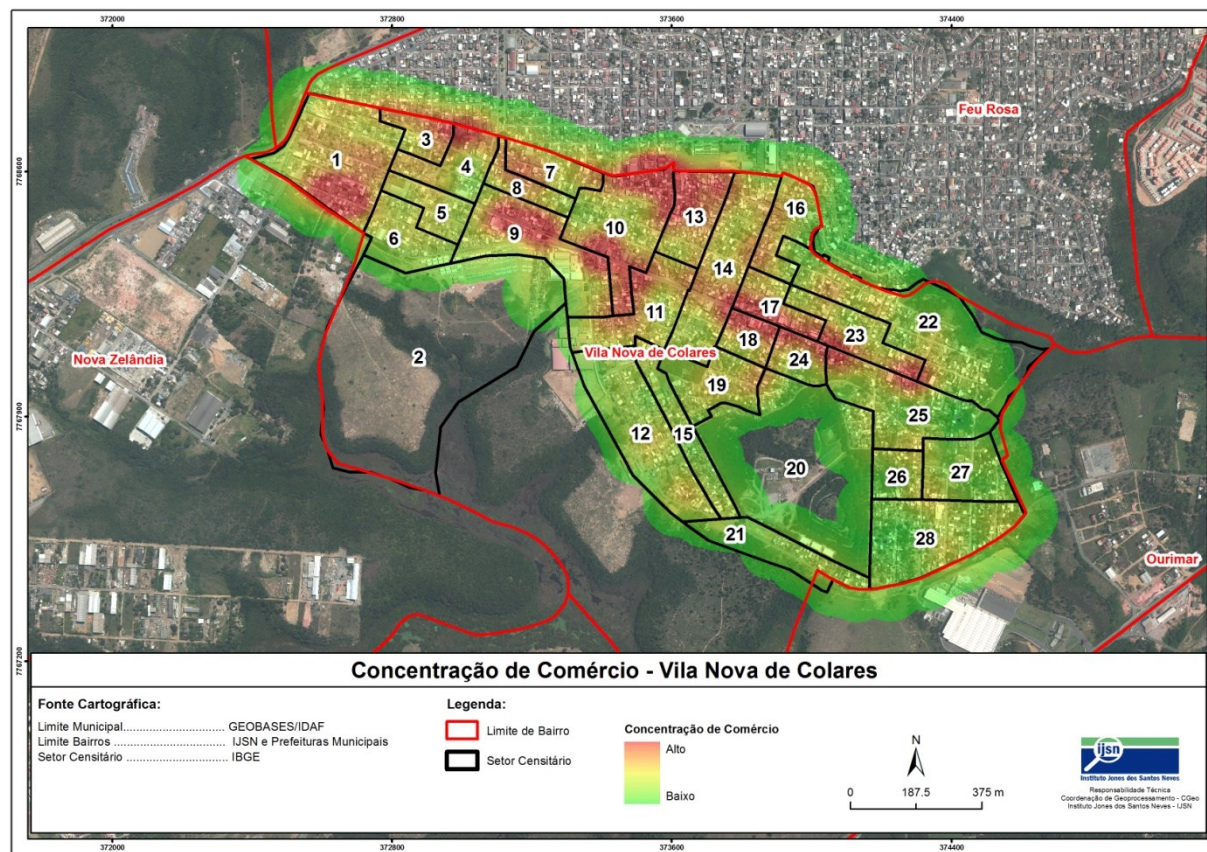 372000 372800 373600 374400
Feu Rosa
7768600
3
1
4
7
16
8
13
5
10
9
6
14
17
22
11
23
18
2
Vila Nova de Colares
24
Nova Zelândia
19
25
12
15
20
26
27
21
28
Ourimar
7767900
7767200
Concentração de Comércio - Vila Nova de Colares
Fonte Cartográfica:
Limite Municipal............................ GEOBASES/IDAF
Limite Bairros .............................. IJSN e Prefeituras Municipais
Setor Censitário ............................ IBGE
Legenda:
Limite de Bairro
Setor Censitário
Concentração de Comércio
Alto
Baixo
N
0 187.5 375 m
ijsn
Instituto Jones dos Santos Neves
Responsabilidade Técnica
Coordenação de Geoprocessamento - CGeo
Instituto Jones dos Santos Neves - IJSN
372000 372800 373600 374400